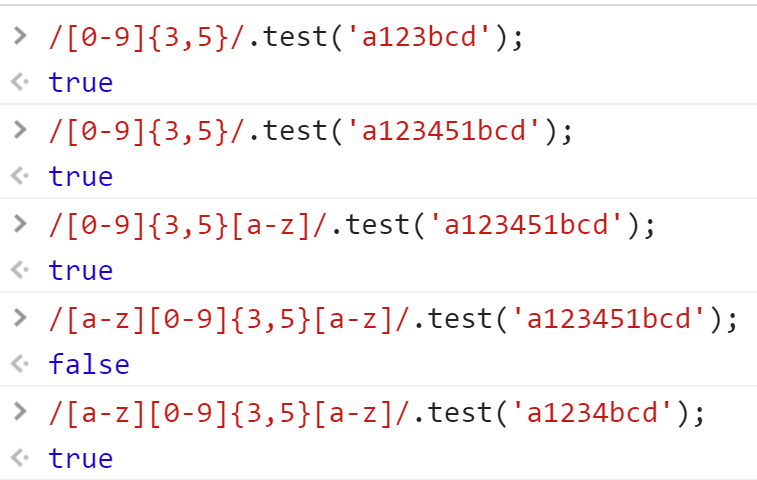 > /[0-9]{3,5}/.test('a123bcd');
true
> /[0-9]{3,5}/.test('a123451bcd');
true
> /[0-9]{3,5}[a-z]/.test('a123451bcd');
true
> /[a-z][0-9]{3,5}[a-z]/.test('a123451bcd');
false
> /[a-z][0-9]{3,5}[a-z]/.test('a1234bcd');
true